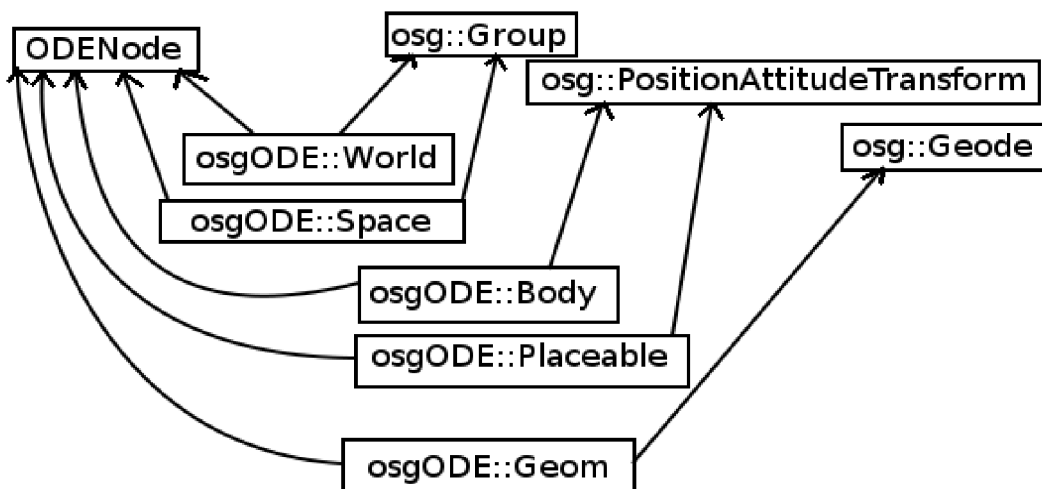 ODENode
osg::Group
osg::PositionAttitudeTransform
osg::Geode
osgODE::World
osgODE::Space
osgODE::Body
osgODE::Placeable
osgODE::Geom